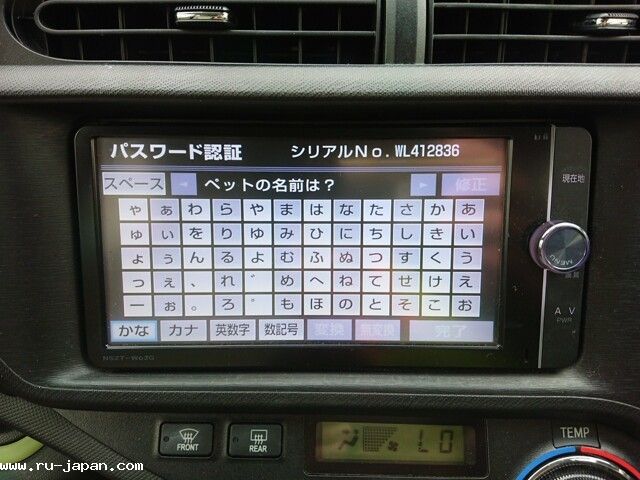 パスワード認証 シリアルNo. WL412836
スペース ◄ ペットの名前は? ► 修正
ゃ ぁ わ ら や ま は な た さ か あ
ゅ ぃ を り ゆ み ひ に ち し き い
ょ ぅ ん る よ む ふ ぬ つ す く う
っ ぇ 、 れ ゛ め へ ね て せ け え
ー ぉ 。 ろ ゜ も ほ の と そ こ お
かな カナ 英数字 数記号 変換 無変換 完了
NSZT-W62G
現在地
MENU
AV
PWR
FRONT
REAR
LO
TEMP
www.ru-japan.com